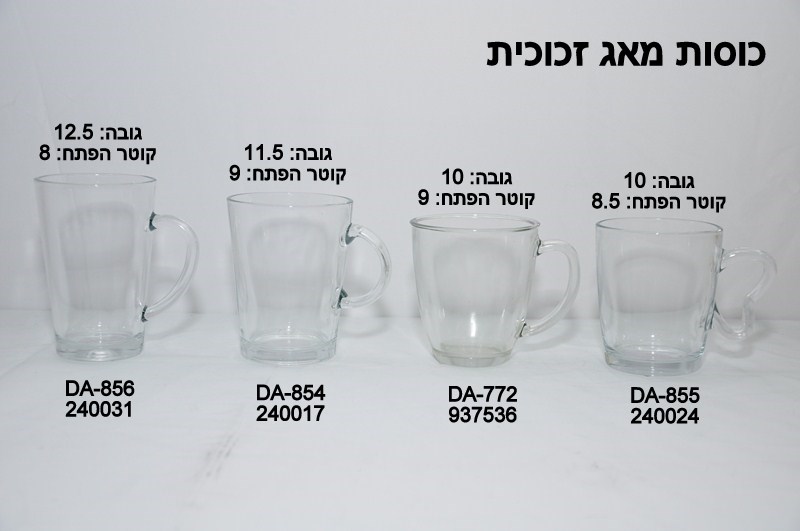 כוסות מאג זכוכית
גובה: 12.5
קוטר הפתח: 8
גובה: 11.5
קוטר הפתח: 9
גובה: 10
קוטר הפתח: 9
גובה: 10
קוטר הפתח: 8.5
DA-856
240031
DA-854
240017
DA-772
937536
DA-855
240024